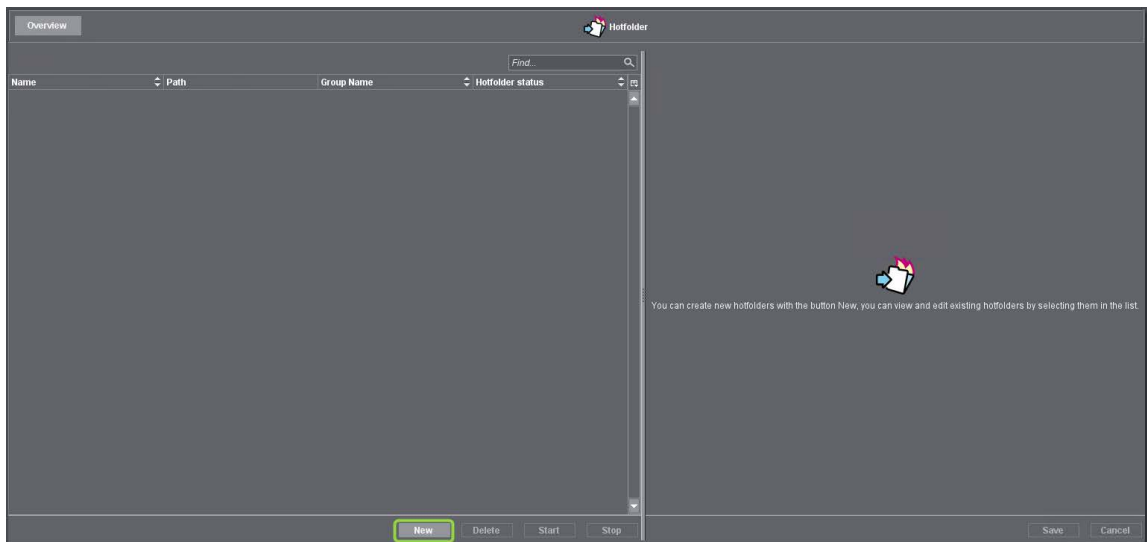 Overview
Hotfolder
Find...
Name Path Group Name Hotfolder status
You can create new hotfolders with the button New, you can view and edit existing hotfolders by selecting them in the list.
New Delete Start Stop
Save Cancel